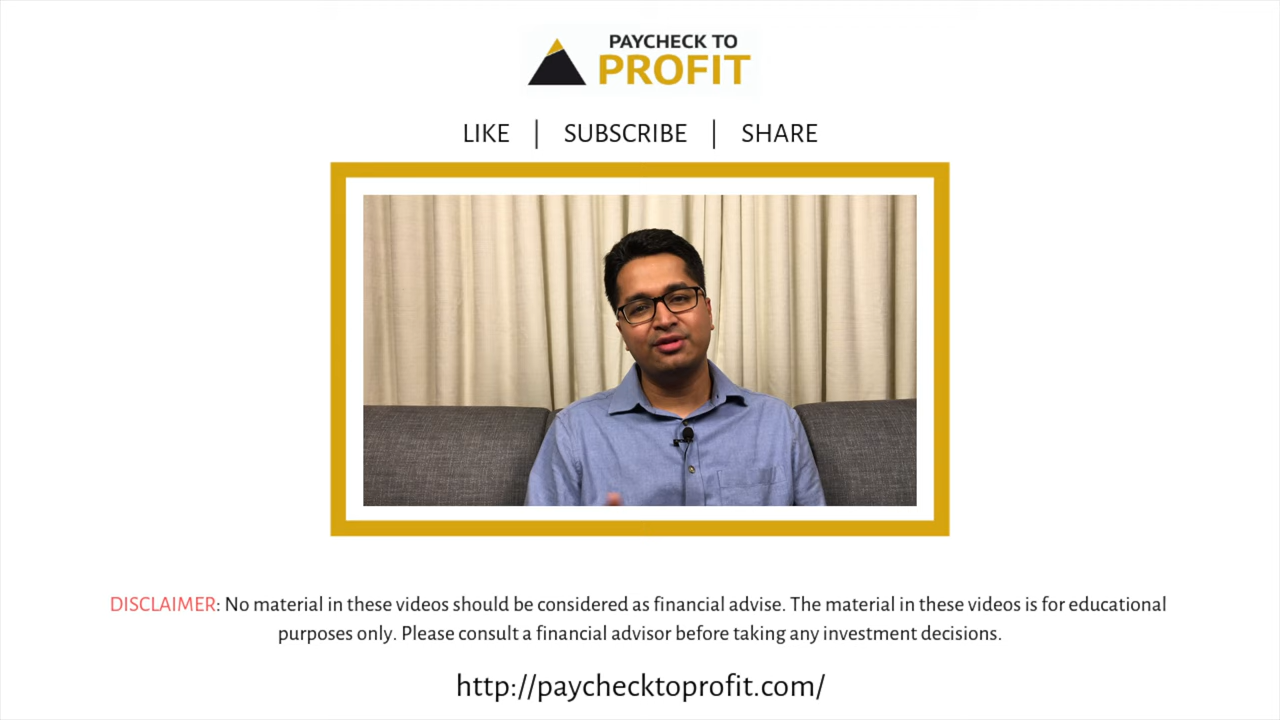 PAYCHECK TO
PROFIT
LIKE | SUBSCRIBE | SHARE
DISCLAIMER: No material in these videos should be considered as financial advise. The material in these videos is for educational
purposes only. Please consult a financial advisor before taking any investment decisions.
http://paychecktoprofit.com/